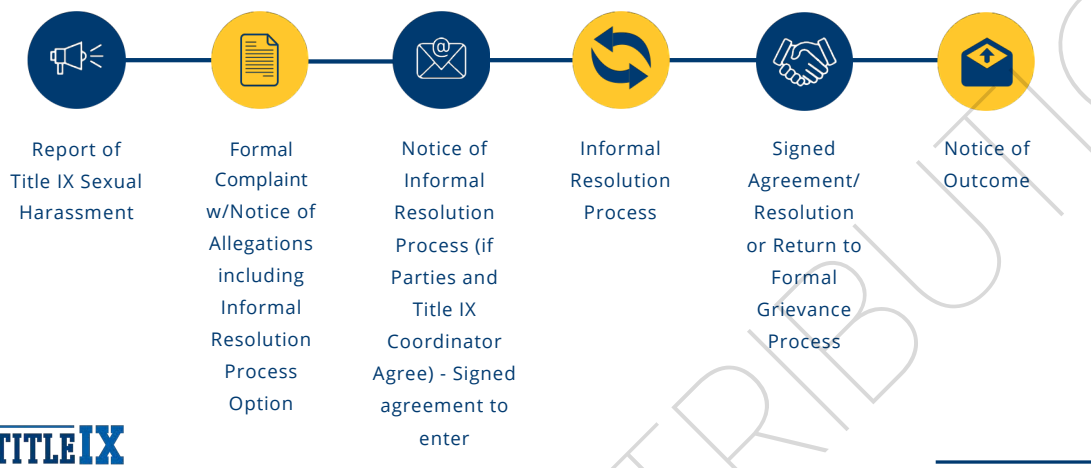 Report of
Title IX Sexual
Harassment
Formal
Complaint
w/Notice of
Allegations
including
Informal
Resolution
Process
Option
Notice of
Informal
Resolution
Process (if
Parties and
Title IX
Coordinator
Agree) - Signed
agreement to
enter
Informal
Resolution
Process
Signed
Agreement/
Resolution
or Return to
Formal
Grievance
Process
Notice of
Outcome
TITLE IX